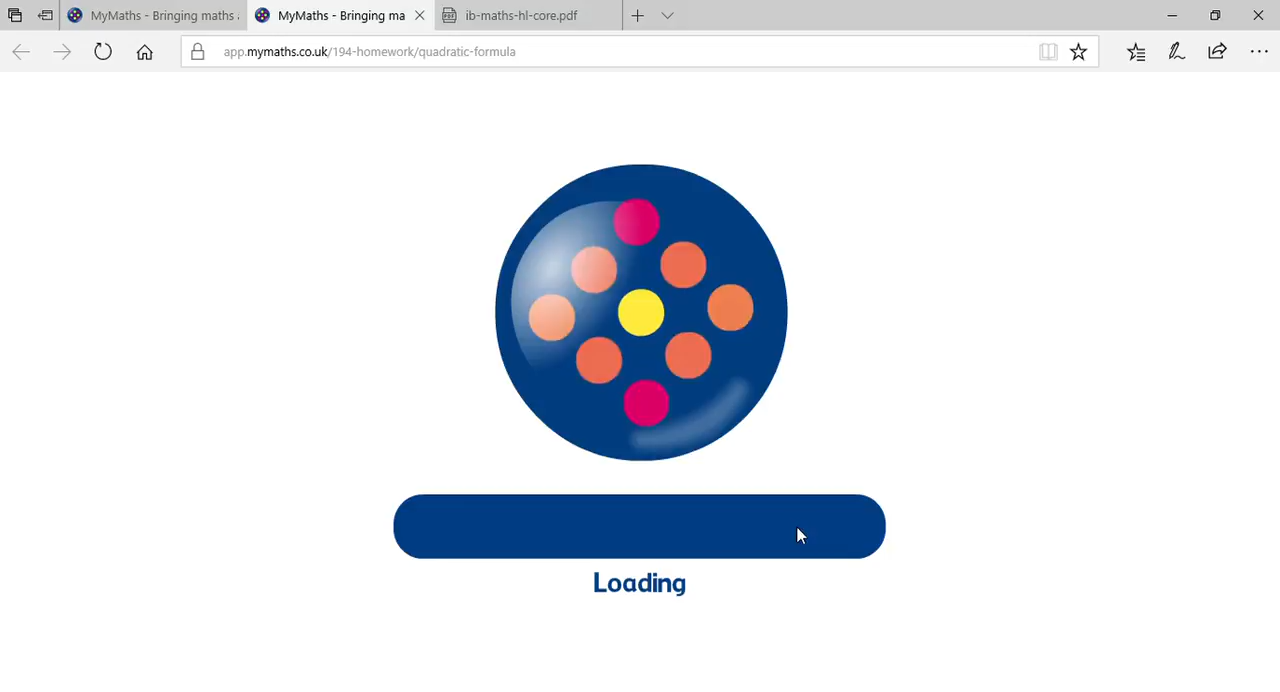 MyMaths - Bringing maths
MyMaths - Bringing ma
ib-maths-hl-core.pdf
app.mymaths.co.uk/194-homework/quadratic-formula
Loading